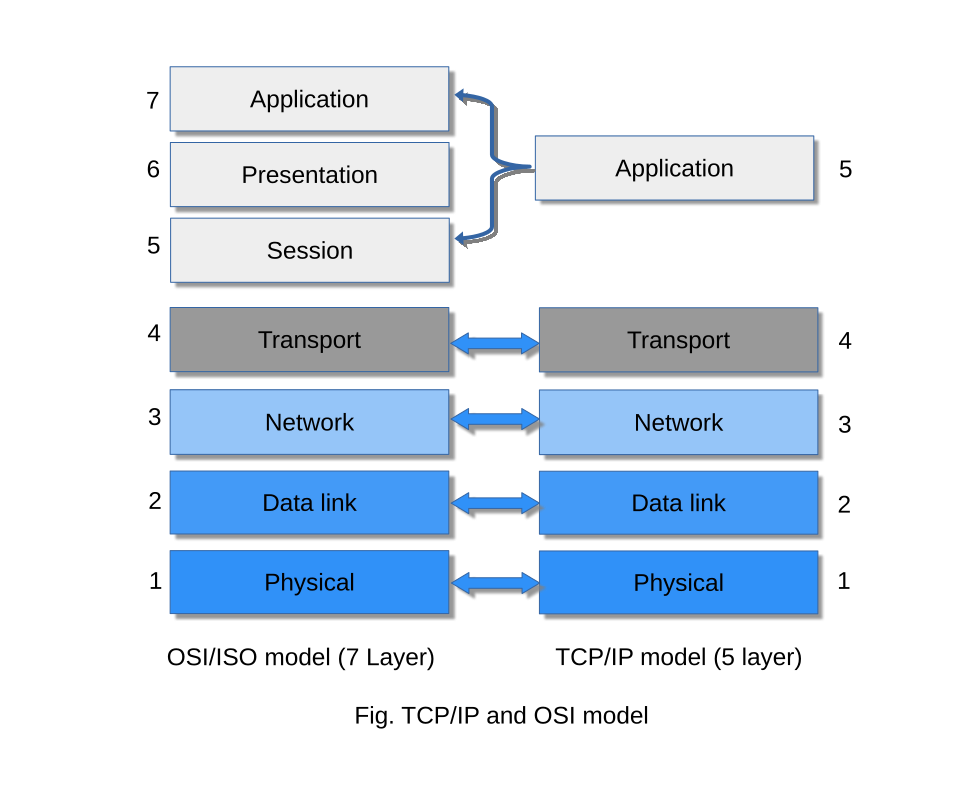 7 Application
6 Presentation
5 Session
Application 5
4 Transport
Transport 4
3 Network
Network 3
2 Data link
Data link 2
1 Physical
Physical 1
OSI/ISO model (7 Layer)
TCP/IP model (5 layer)
Fig. TCP/IP and OSI model